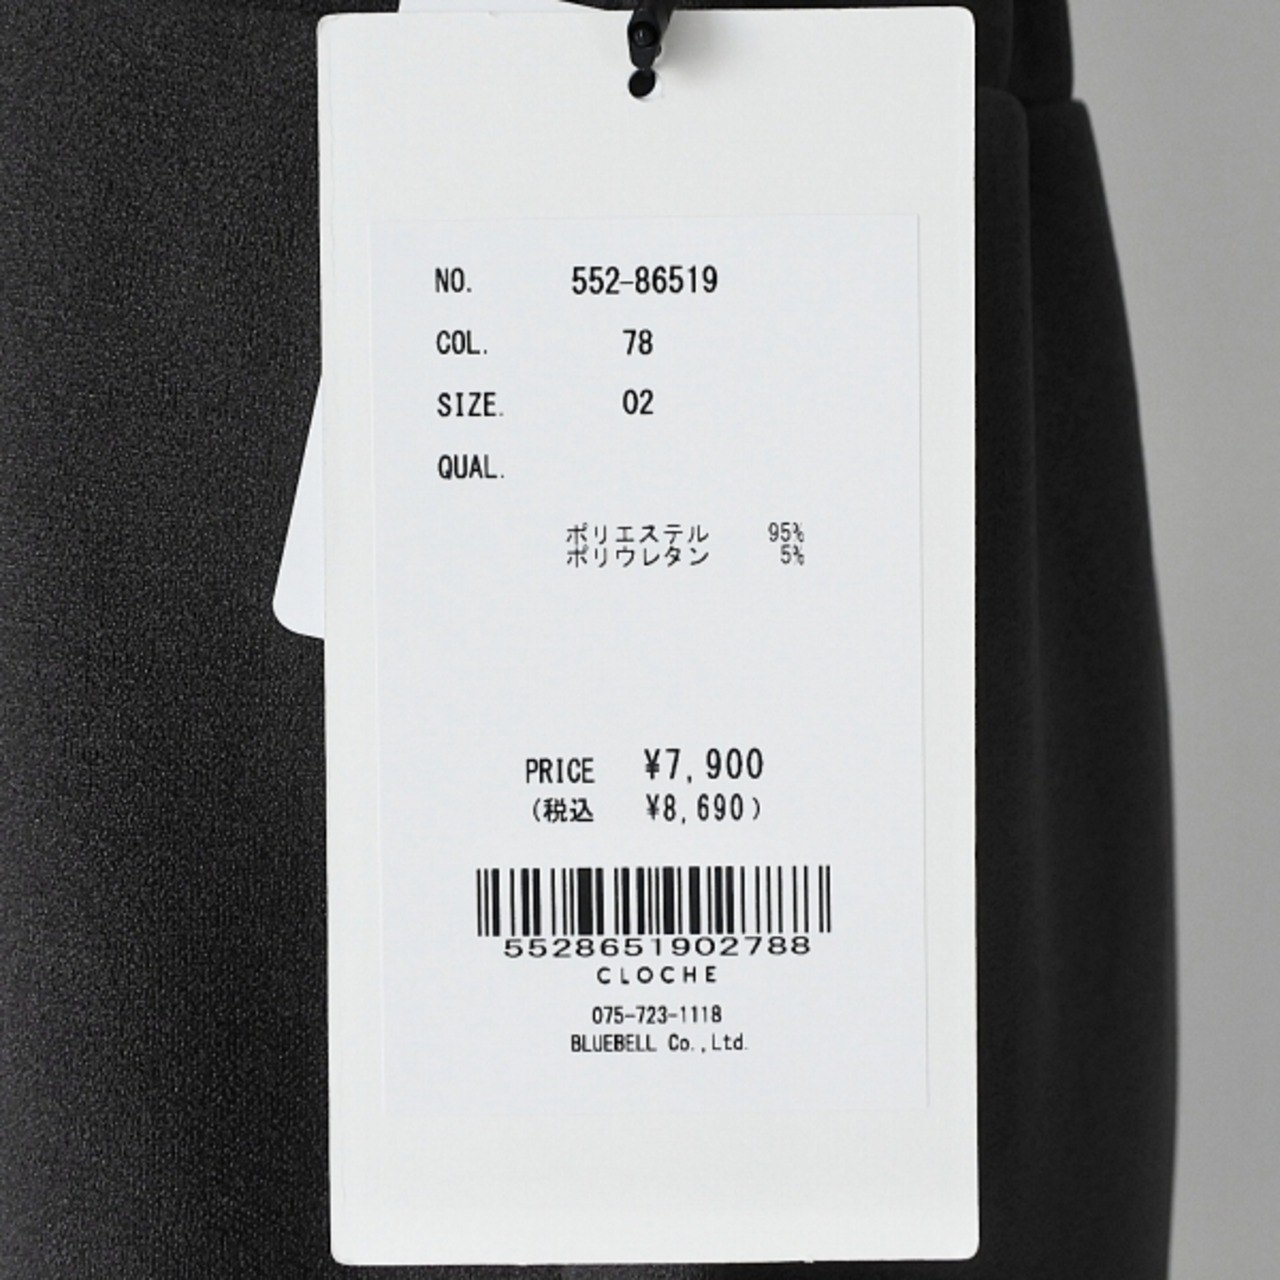 NO. 552-86519
COL. 78
SIZE. 02
QUAL.
ポリエステル 95%
ポリウレタン 5%
PRICE ¥7,900
(税込 ¥8,690)
5528651902788
CLOCHE
075-723-1118
BLUEBELL Co.,Ltd.